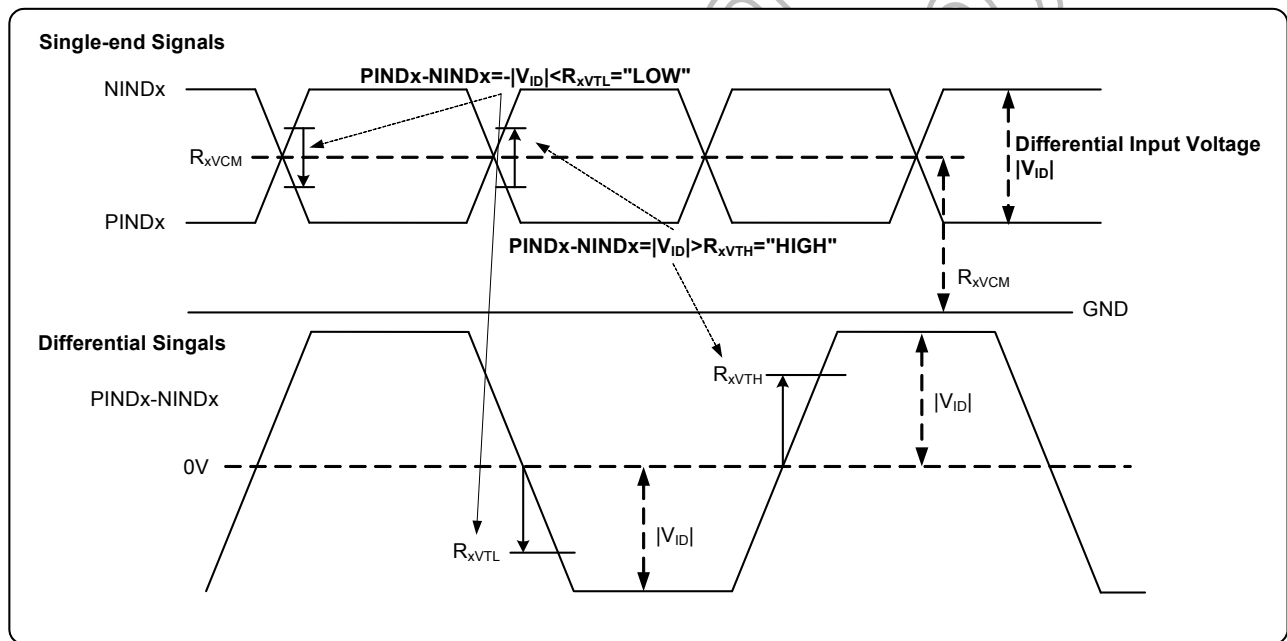 Single-end Signals
PINDx-NINDx=-|VID|<RxVTL="LOW"
NINDx
RxVCM
Differential Input Voltage
|VID|
PINDx
PINDx-NINDx=|VID|>RxVTH="HIGH"
RxVCM
GND
Differential Singals
RxVTH
PINDx-NINDx
|VID|
0V
|VID|
RxVTL